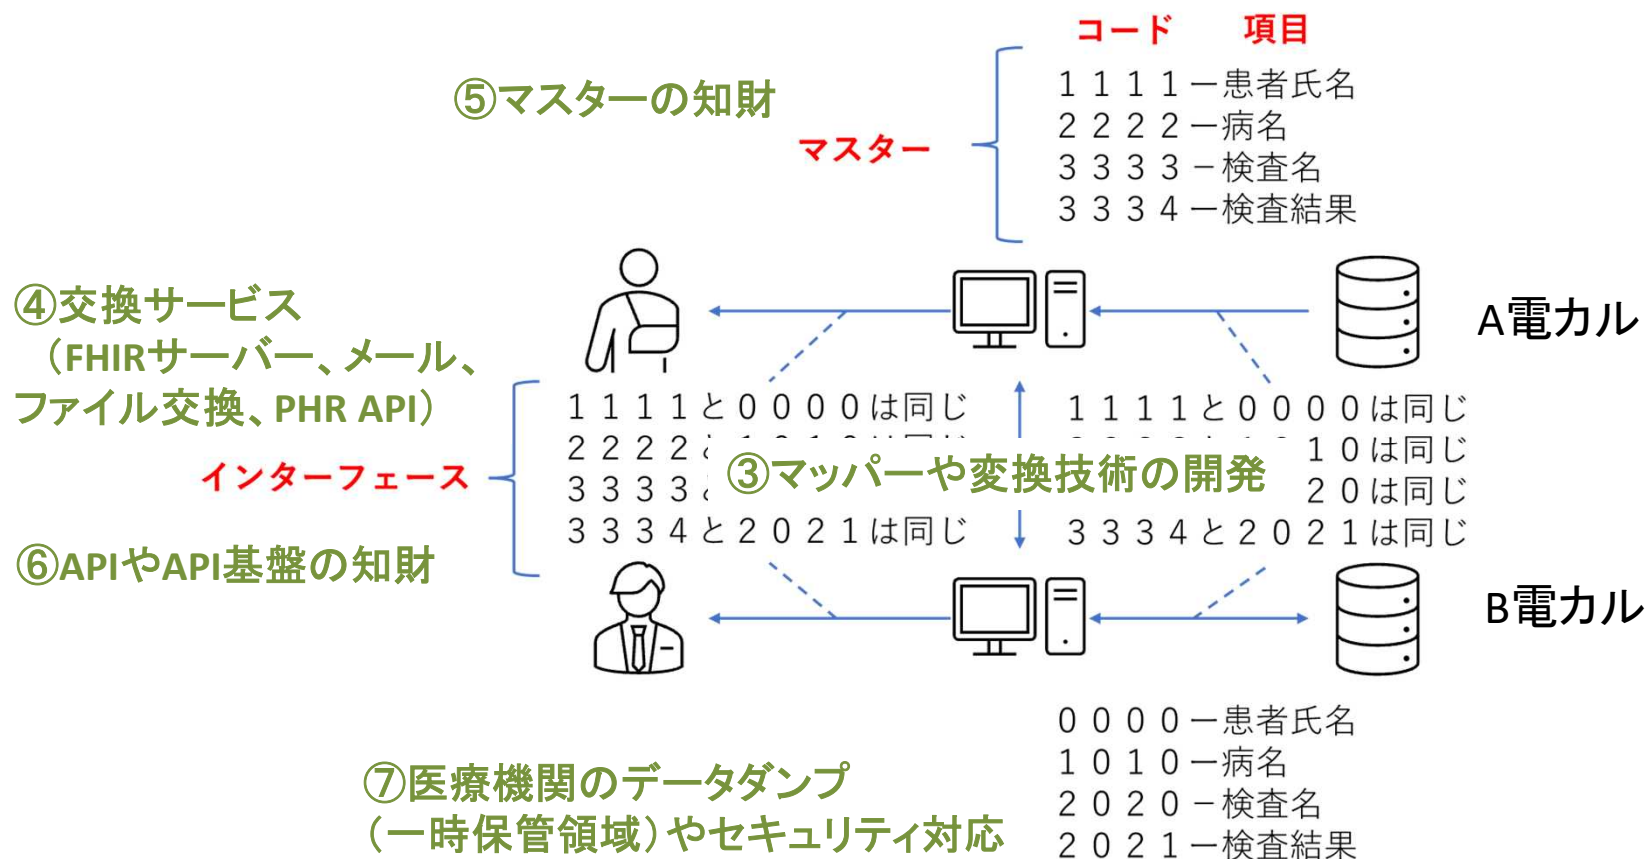 コード 項目
1111ー患者氏名
2222ー病名
3333－検査名
3334ー検査結果
⑤マスターの知財
マスター
A電カル
④交換サービス
（FHIRサーバー、メール、
ファイル交換、PHR API）
インターフェース
⑥APIやAPI基盤の知財
1111と0000は同じ
2222
3333
3334と2021は同じ
③マッパーや変換技術の開発
1111と0000は同じ
10は同じ
20は同じ
3334と2021は同じ
B電カル
0000ー患者氏名
1010ー病名
2020－検査名
2021ー検査結果
⑦医療機関のデータダンプ
（一時保管領域）やセキュリティ対応